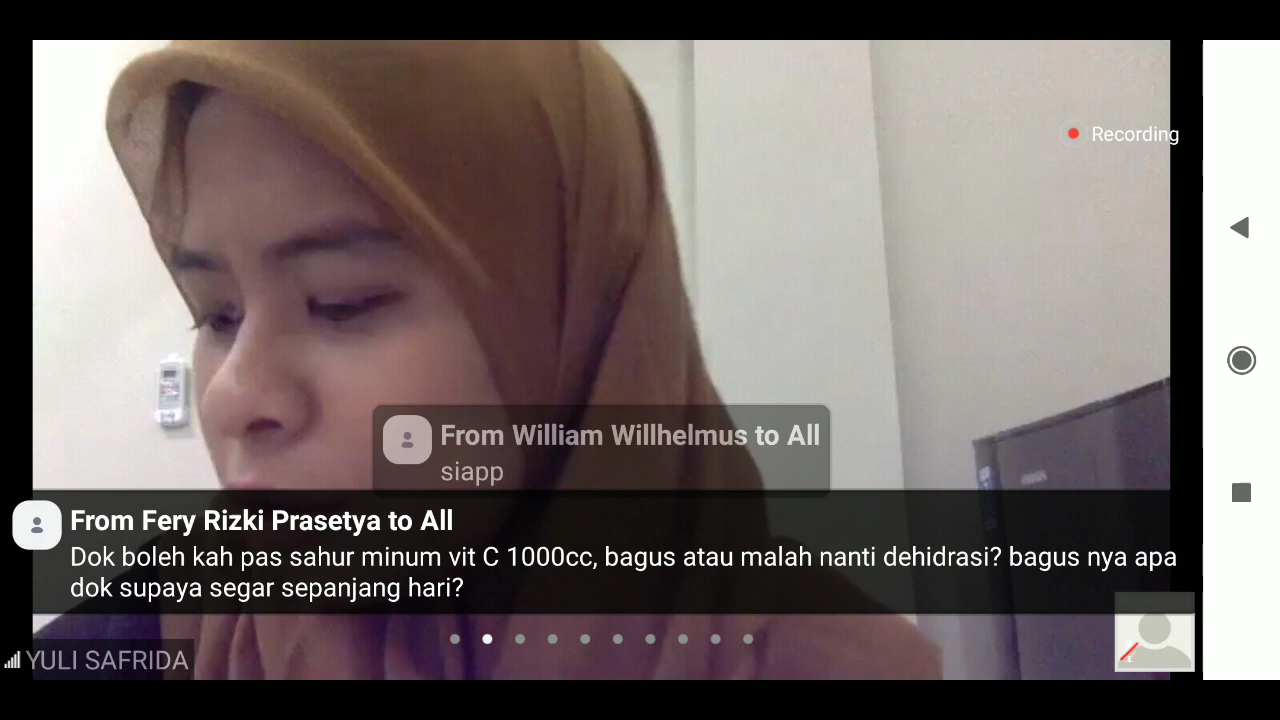 Recording
From William Willhelmus to All
siapp
From Fery Rizki Prasetya to All
Dok boleh kah pas sahur minum vit C 1000cc, bagus atau malah nanti dehidrasi? bagus nya apa
dok supaya segar sepanjang hari?
YULI SAFRIDA